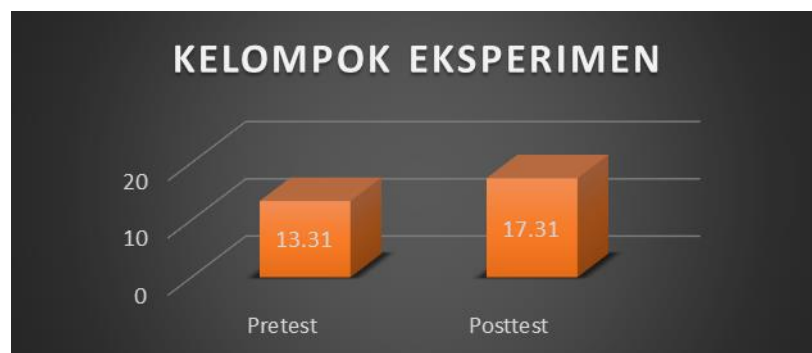 KELOMPOK EKSPERIMEN
20
10
0
13.31
17.31
Pretest
Posttest